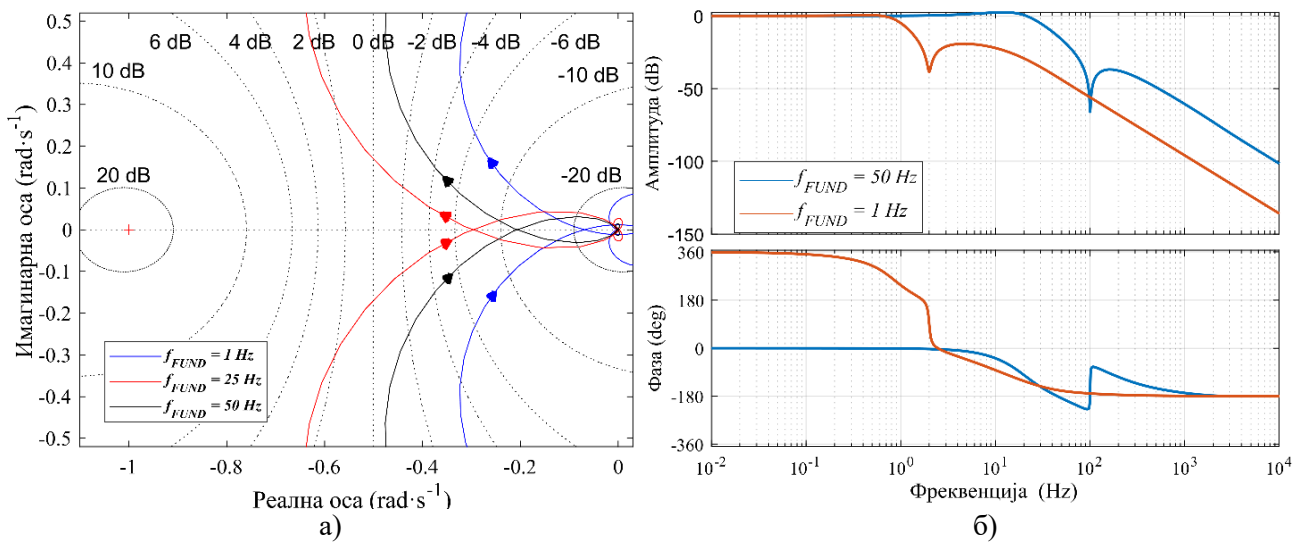 6 dB 4 dB 2 dB 0 dB -2 dB -4 dB -6 dB
10 dB -10 dB
20 dB -20 dB
0.5
0.4
0.3
0.2
0.1
0
-0.1
-0.2
-0.3
-0.4
-0.5
Имагинарна оса (rad·s⁻¹)
f_FUND = 1 Hz
f_FUND = 25 Hz
f_FUND = 50 Hz
-1 -0.8 -0.6 -0.4 -0.2 0
Реална оса (rad·s⁻¹)
а)
0
-50
-100
-150
Амплитуда (dB)
f_FUND = 50 Hz
f_FUND = 1 Hz
360
180
0
-180
-360
Фаза (deg)
10⁻² 10⁻¹ 10⁰ 10¹ 10² 10³ 10⁴
Фреквенција (Hz)
б)